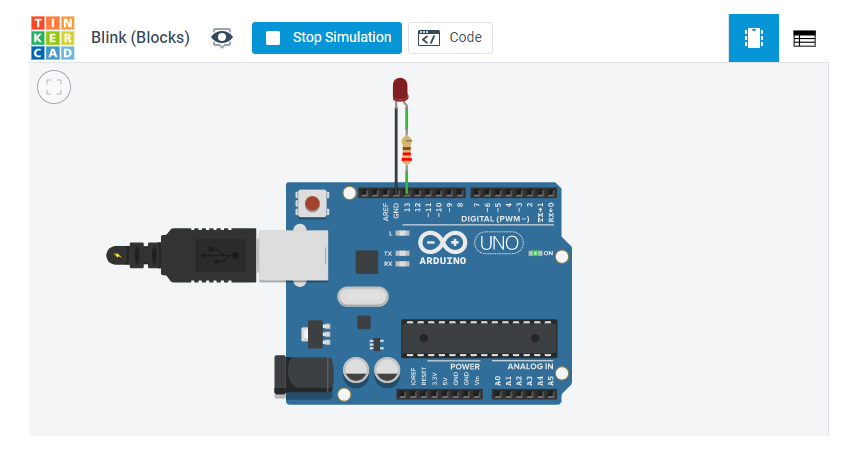 TIN
KER
CAD
Blink (Blocks)
Stop Simulation
Code
AREF
GND
13
12
~11
~10
~9
8
7
~6
~5
4
~3
2
TX→1
RX←0
DIGITAL (PWM~)
L
TX
RX
ARDUINO
UNO
ON
POWER
ANALOG IN
IOREF
RESET
3.3V
5V
GND
GND
Vin
A0
A1
A2
A3
A4
A5